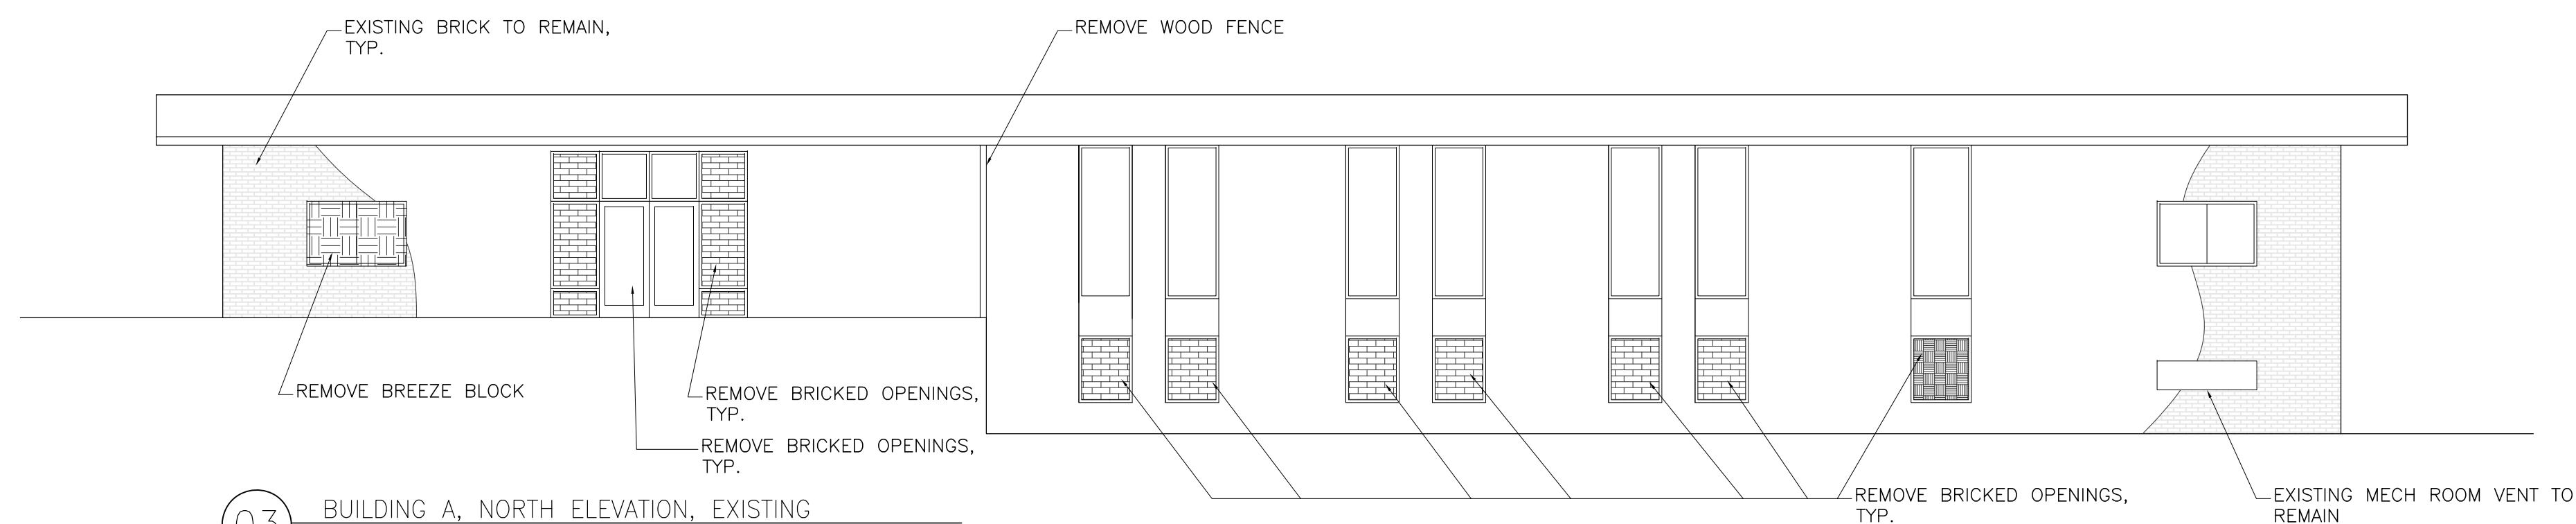 EXISTING BRICK TO REMAIN,
TYP.
REMOVE WOOD FENCE
REMOVE BREEZE BLOCK
REMOVE BRICKED OPENINGS,
TYP.
REMOVE BRICKED OPENINGS,
TYP.
REMOVE BRICKED OPENINGS,
TYP.
EXISTING MECH ROOM VENT TO
REMAIN
03
BUILDING A, NORTH ELEVATION, EXISTING